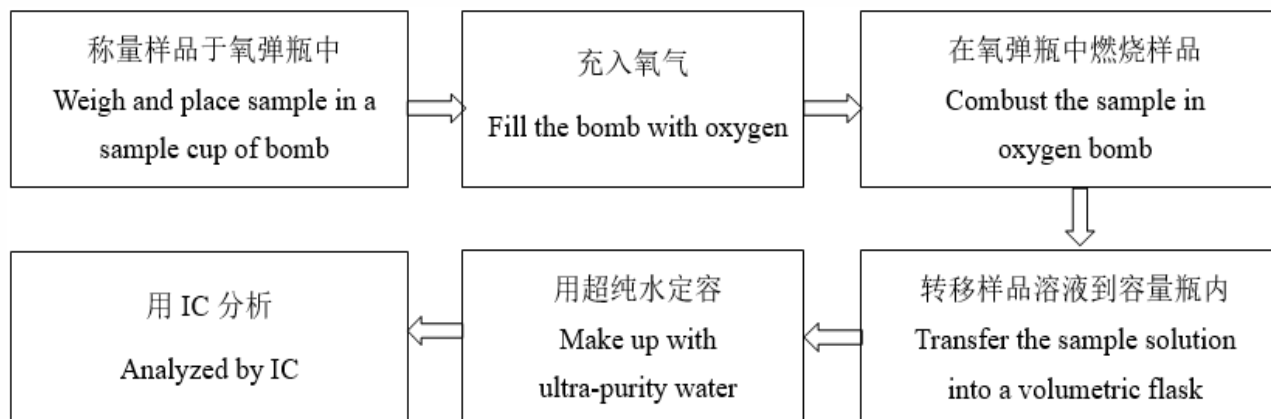 称量样品于氧弹瓶中
Weigh and place sample in a
sample cup of bomb
充入氧气
Fill the bomb with oxygen
在氧弹瓶中燃烧样品
Combust the sample in
oxygen bomb
转移样品溶液到容量瓶内
Transfer the sample solution
into a volumetric flask
用超纯水定容
Make up with
ultra-purity water
用 IC 分析
Analyzed by IC